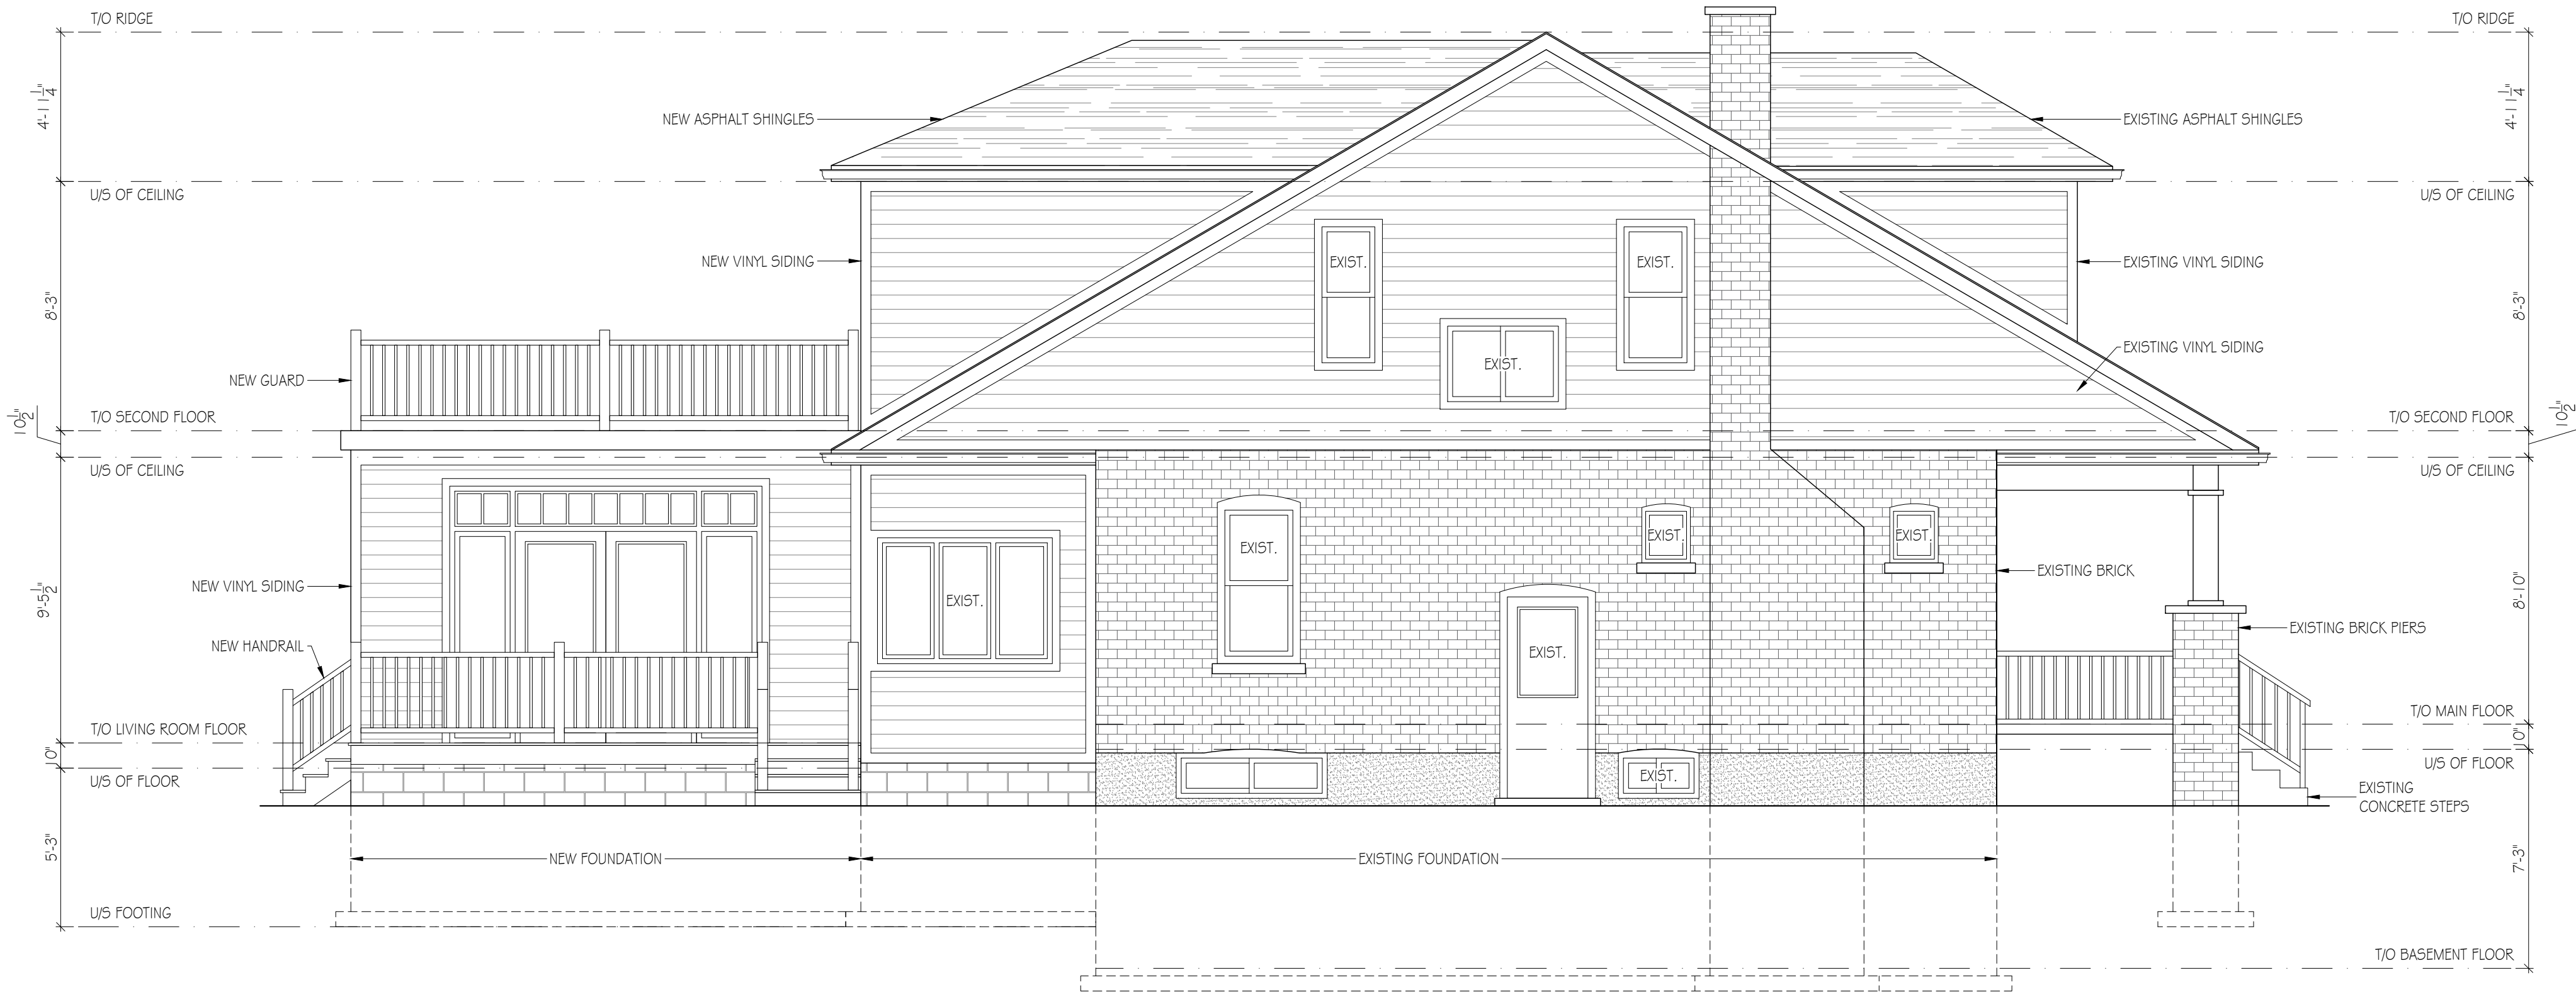 T/O RIDGE
T/O RIDGE
4'-11 1/4"
4'-11 1/4"
NEW ASPHALT SHINGLES
EXISTING ASPHALT SHINGLES
U/S OF CEILING
U/S OF CEILING
NEW VINYL SIDING
EXIST.
EXIST.
EXISTING VINYL SIDING
8'-3"
8'-3"
EXISTING VINYL SIDING
EXIST.
NEW GUARD
T/O SECOND FLOOR
T/O SECOND FLOOR
10 1/2"
10 1/2"
U/S OF CEILING
U/S OF CEILING
EXIST.
EXIST.
EXIST.
EXISTING BRICK
NEW VINYL SIDING
9'-5 1/2"
8'-10"
EXIST.
EXISTING BRICK PIERS
NEW HANDRAIL
EXIST.
T/O MAIN FLOOR
T/O LIVING ROOM FLOOR
10"
10"
U/S OF FLOOR
U/S OF FLOOR
EXIST.
EXISTING
CONCRETE STEPS
5'-3"
7'-3"
NEW FOUNDATION
EXISTING FOUNDATION
U/S FOOTING
T/O BASEMENT FLOOR